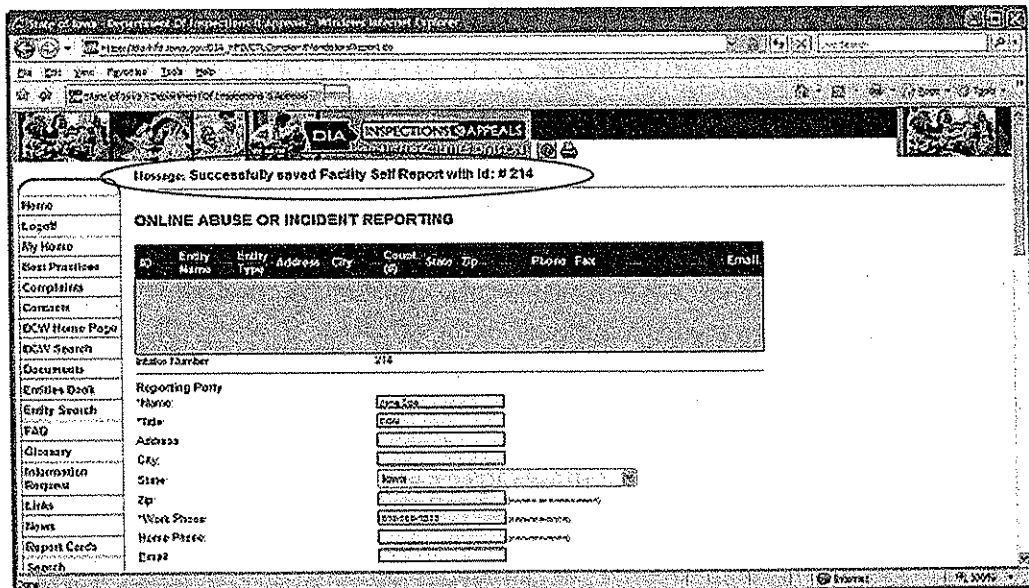 State of Iowa - Department Of Inspections & Appeals - Windows Internet Explorer
File Edit View Favorites Tools Help
DIA INSPECTIONS & APPEALS
Message: Successfully saved Facility Self Report with Id: # 214
Home
Logoff
My Home
Best Practices
Complaints
Contacts
DCW Home Page
DCW Search
Documents
Entities Book
Entity Search
FAQ
Glossary
Information Request
Links
News
Report Cards
Search
ONLINE ABUSE OR INCIDENT REPORTING
ID Entity Name Entity Type Address City Count (#) State Zip Phone Fax Email
Intake Number 214
Reporting Party
*Name:
*Title:
Address
City:
State: Iowa
Zip:
*Work Phone:
Home Phone:
Email
Internet